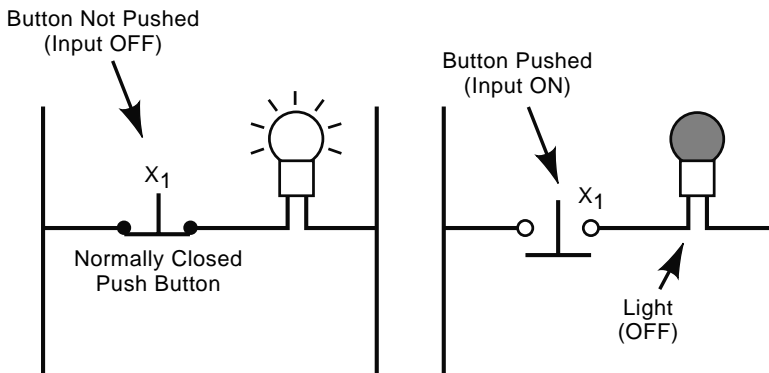 Button Not Pushed
(Input OFF)
X1
Normally Closed
Push Button
Button Pushed
(Input ON)
X1
Light
(OFF)